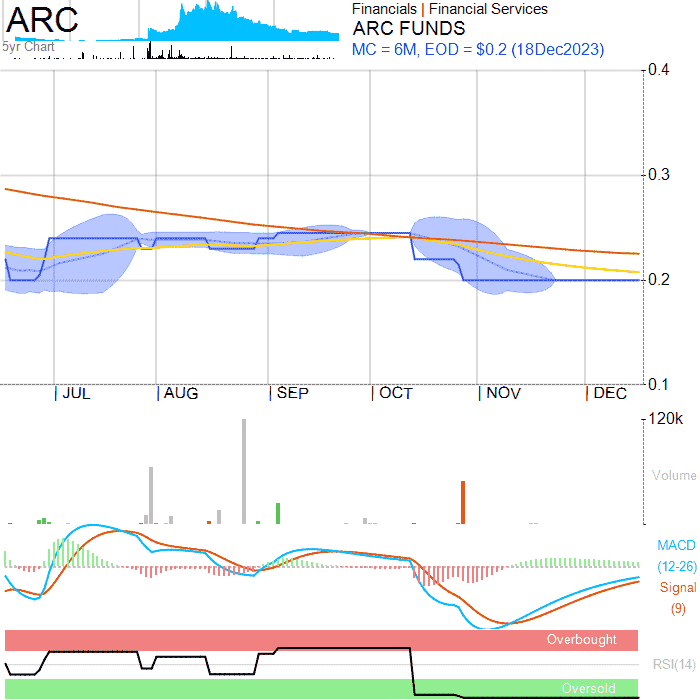 ARC
5yr Chart
Financials | Financial Services
ARC FUNDS
MC = 6M, EOD = $0.2 (18Dec2023)
0.4
0.3
0.2
0.1
| JUL | AUG | SEP | OCT | NOV | DEC
120k
Volume
MACD
(12-26)
Signal
(9)
Overbought
RSI(14)
Oversold